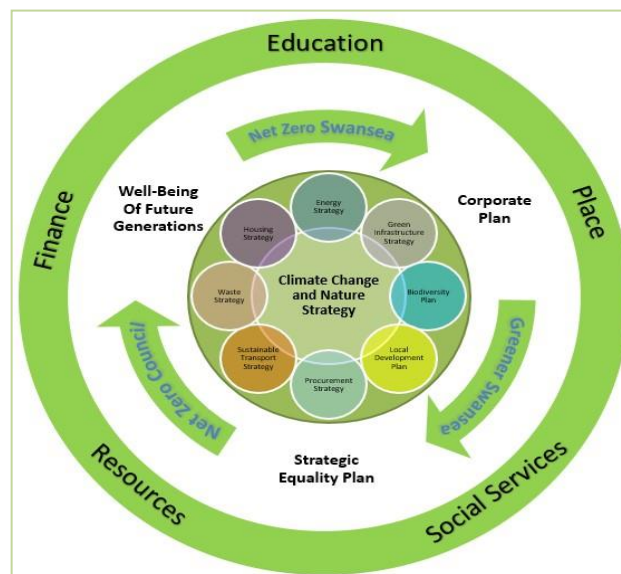 Education
Net Zero Swansea
Well-Being
Of Future
Generations
Corporate
Plan
Finance
Place
Energy
Strategy
Housing
Strategy
Green
Infrastructure
Strategy
Waste
Strategy
Climate Change
and Nature
Strategy
Biodiversity
Plan
Sustainable
Transport
Strategy
Local
Development
Plan
Procurement
Strategy
Net Zero Council
Greener Swansea
Strategic
Equality Plan
Resources
Social Services